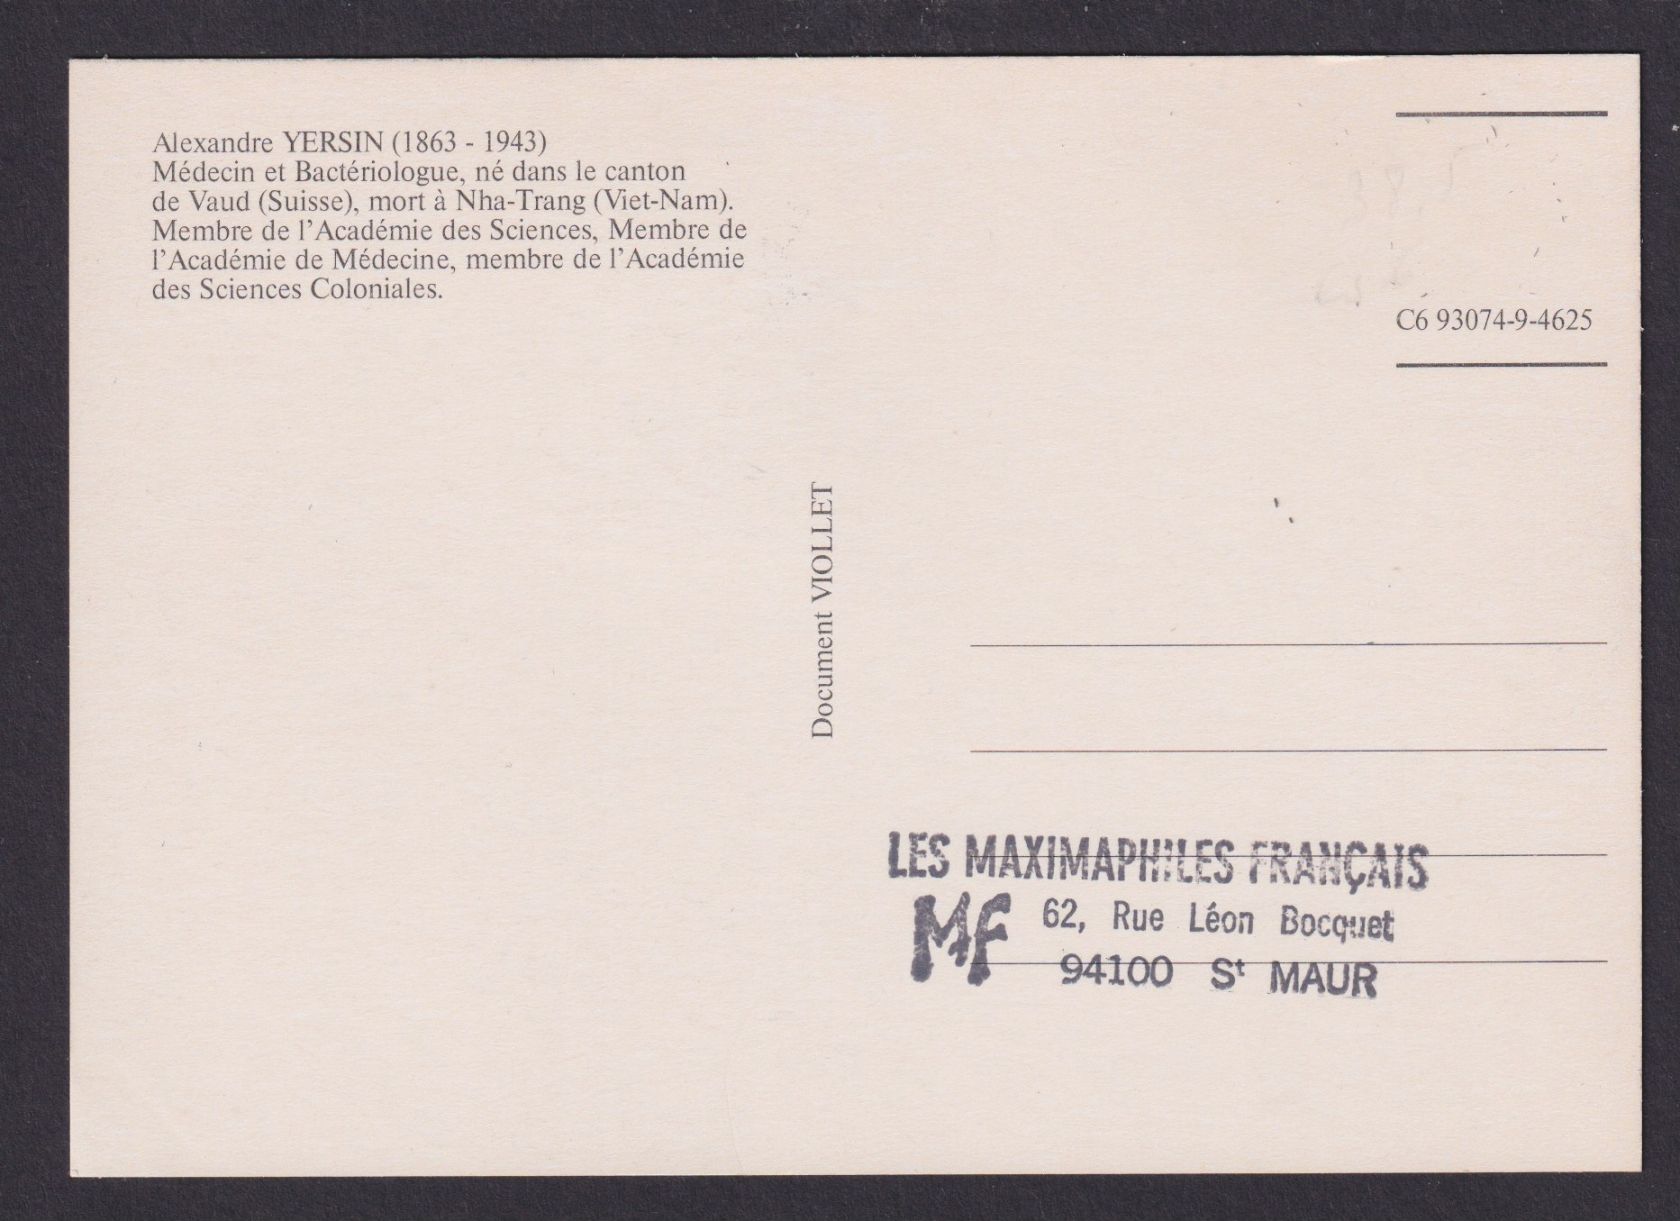 Alexandre YERSIN (1863 - 1943)
Médecin et Bactériologue, né dans le canton
de Vaud (Suisse), mort à Nha-Trang (Viet-Nam).
Membre de l'Académie des Sciences, Membre de
l'Académie de Médecine, membre de l'Académie
des Sciences Coloniales.
C6 93074-9-4625
Document VIOLLET
LES MAXIMAPHILES FRANÇAIS
MF
62, Rue Léon Bocquet
94100 St MAUR